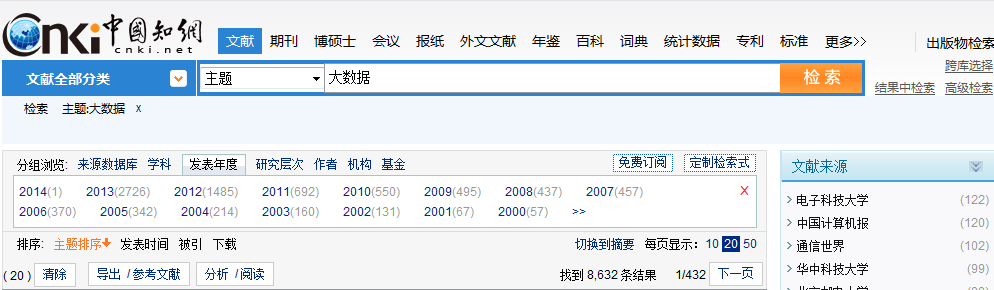 cnki 中國知網
cnki.net
文献 期刊 博硕士 会议 报纸 外文文献 年鉴 百科 词典 统计数据 专利 标准 更多>> 出版物检索
文献全部分类 主题 大数据 检索 跨库选择
结果中检索 高级检索
检索 主题:大数据 x
分组浏览: 来源数据库 学科 发表年度 研究层次 作者 机构 基金 免费订阅 定制检索式
2014(1) 2013(2726) 2012(1485) 2011(692) 2010(550) 2009(495) 2008(437) 2007(457) X
2006(370) 2005(342) 2004(214) 2003(160) 2002(131) 2001(67) 2000(57) >>
排序: 主题排序 发表时间 被引 下载 切换到摘要 每页显示: 10 20 50
( 20 ) 清除 导出 / 参考文献 分析 / 阅读 找到 8,632 条结果 1/432 下一页
文献来源
电子科技大学 (122)
中国计算机报 (120)
通信世界 (102)
华中科技大学 (99)